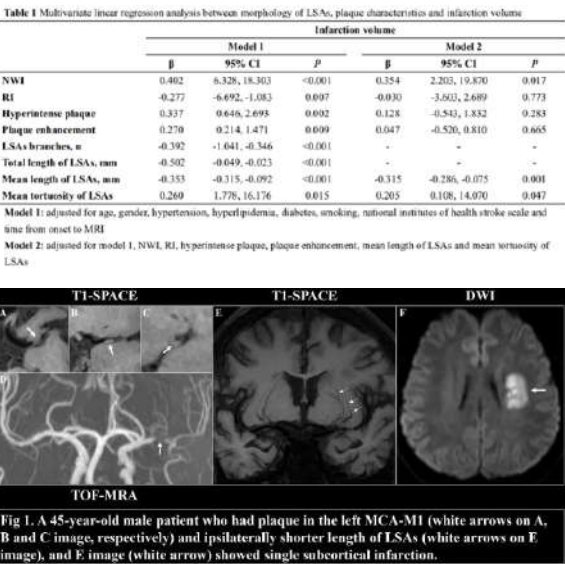 Table 1 Multivariate linear regression analysis between morphology of LSAs, plaque characteristics and infarction volume
Infarction volume
Model 1 Model 2
β 95% CI P β 95% CI P
NWI 0.402 6.328, 18.303 <0.001 0.354 2.203, 19.870 0.017
RI -0.277 -6.692, -1.083 0.007 -0.030 -3.603, 2.689 0.773
Hyperintense plaque 0.337 0.646, 2.693 0.002 0.128 -0.543, 1.832 0.283
Plaque enhancement 0.270 0.214, 1.471 0.009 0.047 -0.520, 0.810 0.665
LSAs branches, n -0.392 -1.041, -0.346 <0.001 - - -
Total length of LSAs, mm -0.502 -0.049, -0.023 <0.001 - - -
Mean length of LSAs, mm -0.353 -0.315, -0.092 <0.001 -0.315 -0.286, -0.075 0.001
Mean tortuosity of LSAs 0.260 1.778, 16.176 0.015 0.205 0.108, 14.070 0.047
Model 1: adjusted for age, gender, hypertension, hyperlipidemia, diabetes, smoking, national institutes of health stroke scale and
time from onset to MRI
Model 2: adjusted for model 1, NWI, RI, hyperintense plaque, plaque enhancement, mean length of LSAs and mean tortuosity of
LSAs
T1-SPACE T1-SPACE DWI
A B C E F
D
TOF-MRA
Fig 1. A 45-year-old male patient who had plaque in the left MCA-M1 (white arrows on A,
B and C image, respectively) and ipsilaterally shorter length of LSAs (white arrows on E
image), and E image (white arrow) showed single subcortical infarction.